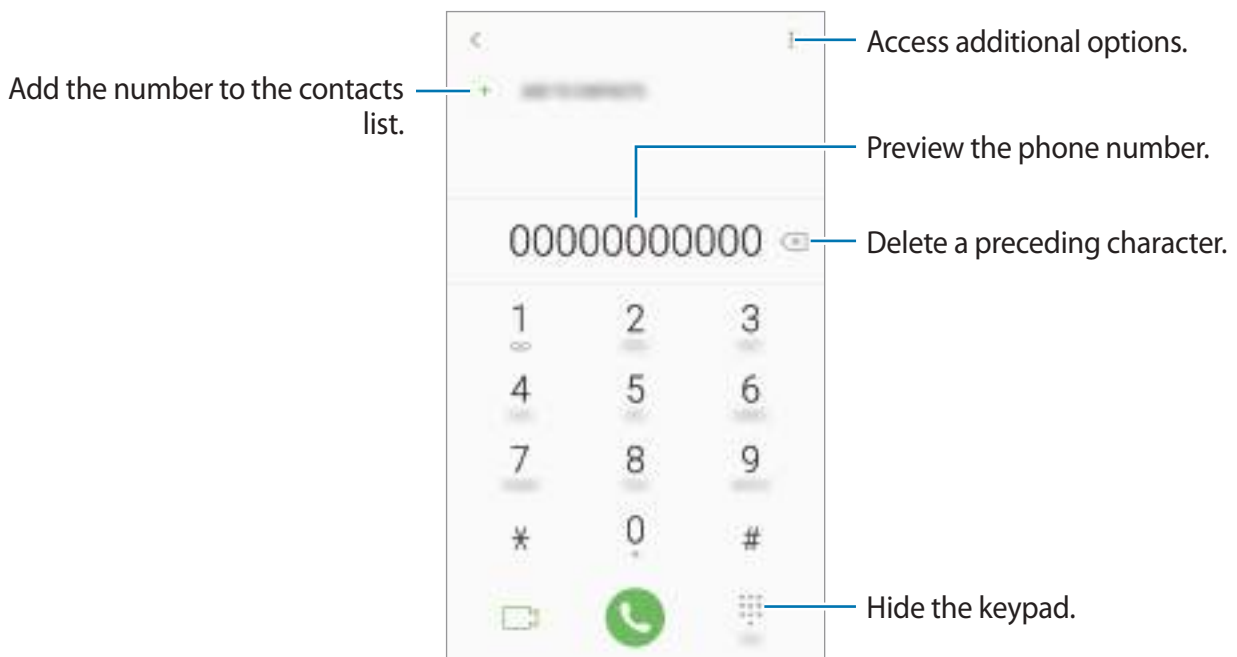 Access additional options.
Add the number to the contacts
list.
Preview the phone number.
00000000000
Delete a preceding character.
1 2 3
4 5 6
7 8 9
* 0 #
Hide the keypad.